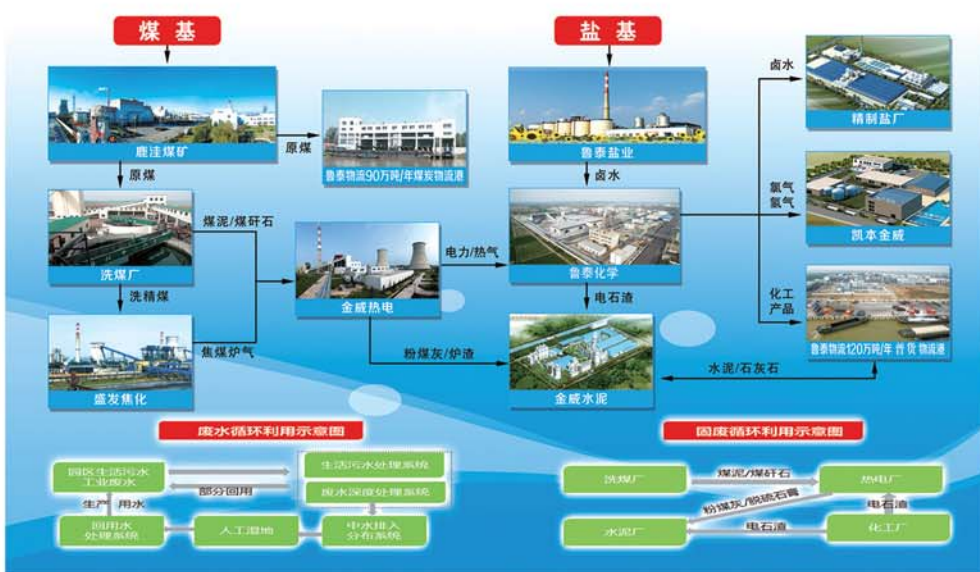 煤基
盐基
鹿洼煤矿
原煤
鲁泰物流90万吨/年煤炭物流港
鲁泰盐业
卤水
精制盐厂
原煤
卤水
煤泥/煤矸石
氯气
氢气
凯本金威
洗煤厂
电力/热气
鲁泰化学
洗精煤
金威热电
电石渣
化工
产品
鲁泰物流120万吨/年 普货 物流港
焦煤炉气
粉煤灰/炉渣
水泥/石灰石
盛发焦化
金威水泥
废水循环利用示意图
园区生活污水
工业废水
生活污水处理系统
部分回用
废水深度处理系统
生产 用水
回用水
处理系统
人工湿地
中水排入
分布系统
固废循环利用示意图
洗煤厂
煤泥/煤矸石
热电厂
粉煤灰/脱硫石膏
电石渣
水泥厂
电石渣
化工厂